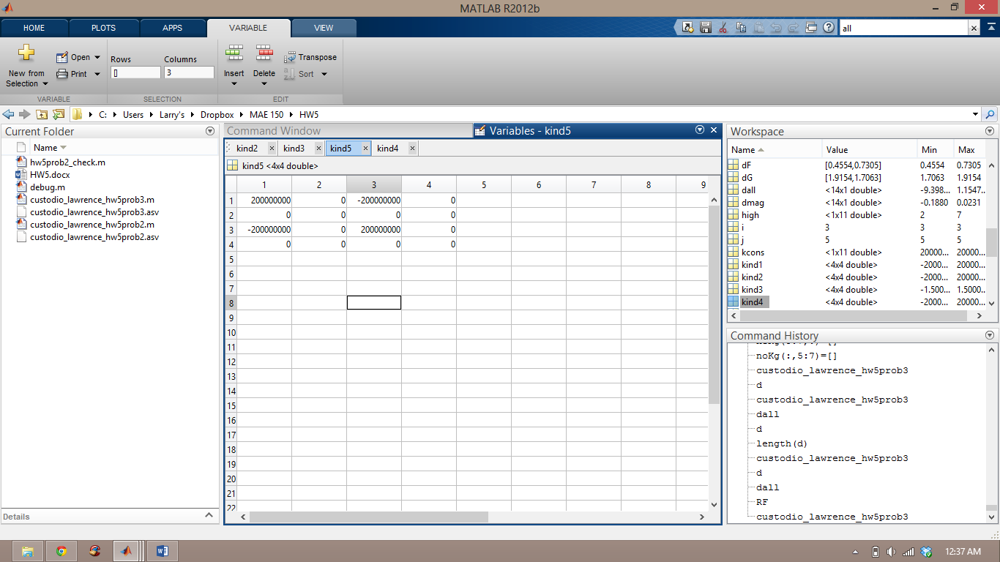 MATLAB R2012b
HOME PLOTS APPS VARIABLE VIEW all
New from Selection Open Print Rows [] Columns 3 Insert Delete Transpose Sort
VARIABLE SELECTION EDIT
C: Users Larry's Dropbox MAE 150 HW5
Current Folder
Name
hw5prob2_check.m
HW5.docx
debug.m
custodio_lawrence_hw5prob3.m
custodio_lawrence_hw5prob3.asv
custodio_lawrence_hw5prob2.m
custodio_lawrence_hw5prob2.asv
Details
Command Window Variables - kind5
kind2 kind3 kind5 kind4
kind5 <4x4 double>
1 2 3 4 5 6 7 8 9
1 200000000 0 -200000000 0
2 0 0 0 0
3 -200000000 0 200000000 0
4 0 0 0 0
5
6
7
8
9
10
11
12
13
14
15
16
17
18
19
20
21
22
Workspace
Name Value Min Max
dF [0.4554,0.7305] 0.4554 0.7305
dG [1.9154,1.7063] 1.7063 1.9154
dall <14x1 double> -9.398... 1.1547...
dmag <14x1 double> -0.1880 0.0231
high <1x11 double> 2 7
i 3 3 3
j 5 5 5
kcons <1x11 double> 20000... 20000...
kind1 <4x4 double> -2000... 20000...
kind2 <4x4 double> -2000... 20000...
kind3 <4x4 double> -1.500... 1.5000...
kind4 <4x4 double> -2000... 20000...
Command History
noKg(:,5:7)=[]
custodio_lawrence_hw5prob3
d
custodio_lawrence_hw5prob3
dall
d
length(d)
custodio_lawrence_hw5prob3
d
dall
RF
custodio_lawrence_hw5prob3
12:37 AM